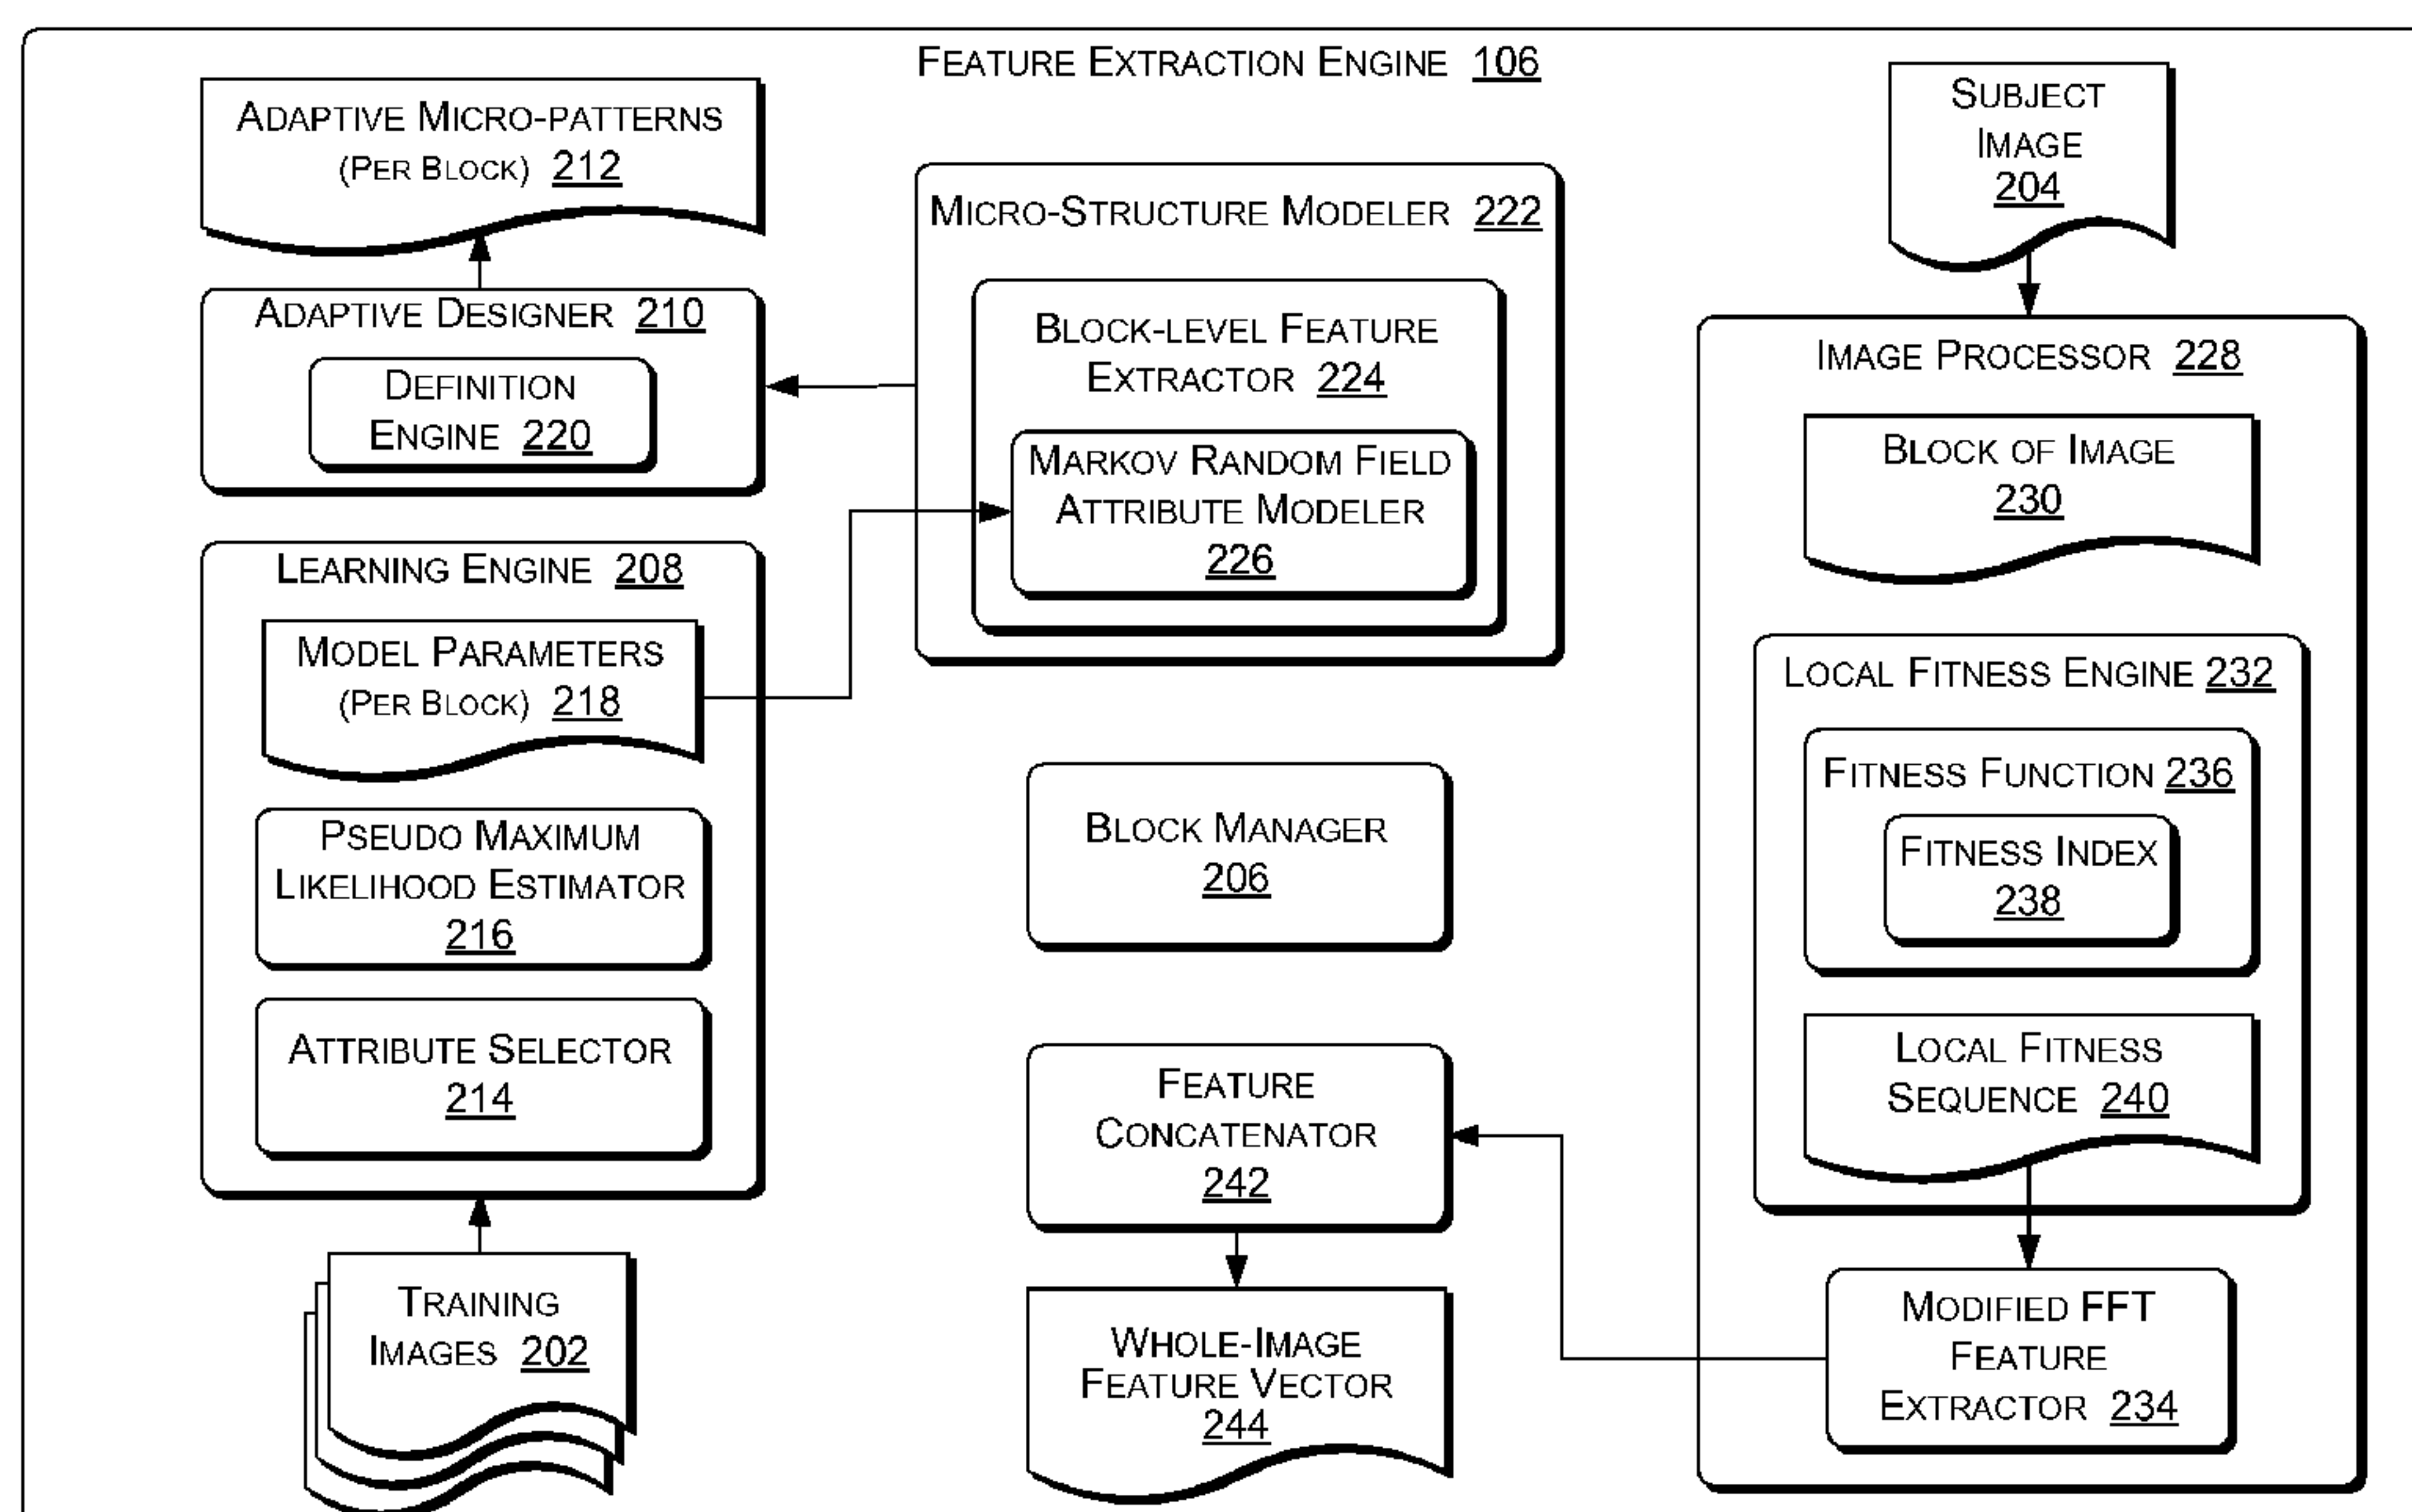 FEATURE EXTRACTION ENGINE 106
ADAPTIVE MICRO-PATTERNS
(PER BLOCK) 212
ADAPTIVE DESIGNER 210
DEFINITION
ENGINE 220
LEARNING ENGINE 208
MODEL PARAMETERS
(PER BLOCK) 218
PSEUDO MAXIMUM
LIKELIHOOD ESTIMATOR
216
ATTRIBUTE SELECTOR
214
TRAINING
IMAGES 202
MICRO-STRUCTURE MODELER 222
BLOCK-LEVEL FEATURE
EXTRACTOR 224
MARKOV RANDOM FIELD
ATTRIBUTE MODELER
226
BLOCK MANAGER
206
FEATURE
CONCATENATOR
242
WHOLE-IMAGE
FEATURE VECTOR
244
SUBJECT
IMAGE
204
IMAGE PROCESSOR 228
BLOCK OF IMAGE
230
LOCAL FITNESS ENGINE 232
FITNESS FUNCTION 236
FITNESS INDEX
238
LOCAL FITNESS
SEQUENCE 240
MODIFIED FFT
FEATURE
EXTRACTOR 234